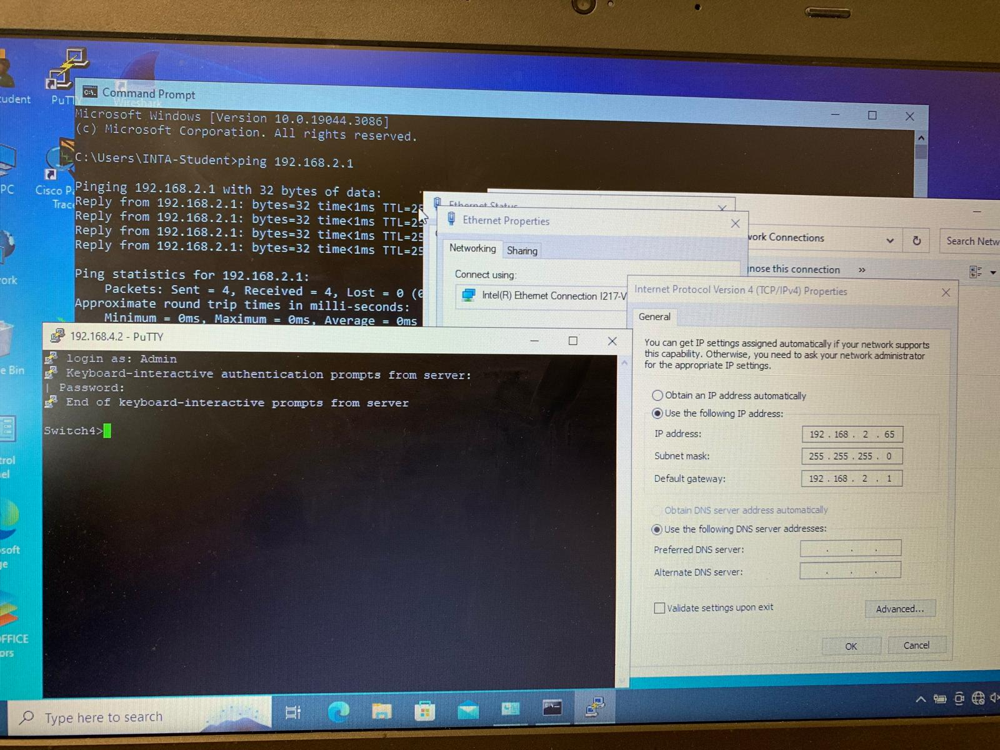 PuTTY
Wireshark
Cisco P
Trac
Command Prompt
Microsoft Windows [Version 10.0.19044.3086]
(c) Microsoft Corporation. All rights reserved.
C:\Users\INTA-Student>ping 192.168.2.1
Pinging 192.168.2.1 with 32 bytes of data:
Reply from 192.168.2.1: bytes=32 time<1ms TTL=25
Reply from 192.168.2.1: bytes=32 time<1ms TTL=25
Reply from 192.168.2.1: bytes=32 time<1ms TTL=25
Reply from 192.168.2.1: bytes=32 time<1ms TTL=25
Ping statistics for 192.168.2.1:
Packets: Sent = 4, Received = 4, Lost = 0 (0
Approximate round trip times in milli-seconds:
Minimum = 0ms, Maximum = 0ms, Average = 0ms
Ethernet Status
Ethernet Properties
Networking Sharing
Connect using:
Intel(R) Ethernet Connection I217-V
work Connections
Search Netw
nose this connection »
Internet Protocol Version 4 (TCP/IPv4) Properties
General
You can get IP settings assigned automatically if your network supports
this capability. Otherwise, you need to ask your network administrator
for the appropriate IP settings.
Obtain an IP address automatically
Use the following IP address:
IP address: 192 . 168 . 2 . 65
Subnet mask: 255 . 255 . 255 . 0
Default gateway: 192 . 168 . 2 . 1
Obtain DNS server address automatically
Use the following DNS server addresses:
Preferred DNS server: . . .
Alternate DNS server: . . .
Validate settings upon exit
Advanced...
OK Cancel
192.168.4.2 - PuTTY
login as: Admin
Keyboard-interactive authentication prompts from server:
| Password:
End of keyboard-interactive prompts from server
Switch4>
udent
PC
ork
e Bin
trol
el
soft
ge
OFFICE
ors
Type here to search